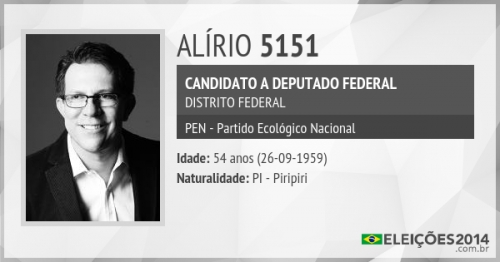 ALÍRIO 5151
CANDIDATO A DEPUTADO FEDERAL
DISTRITO FEDERAL
PEN - Partido Ecológico Nacional
Idade: 54 anos (26-09-1959)
Naturalidade: PI - Piripiri
ELEIÇÕES2014
.com.br